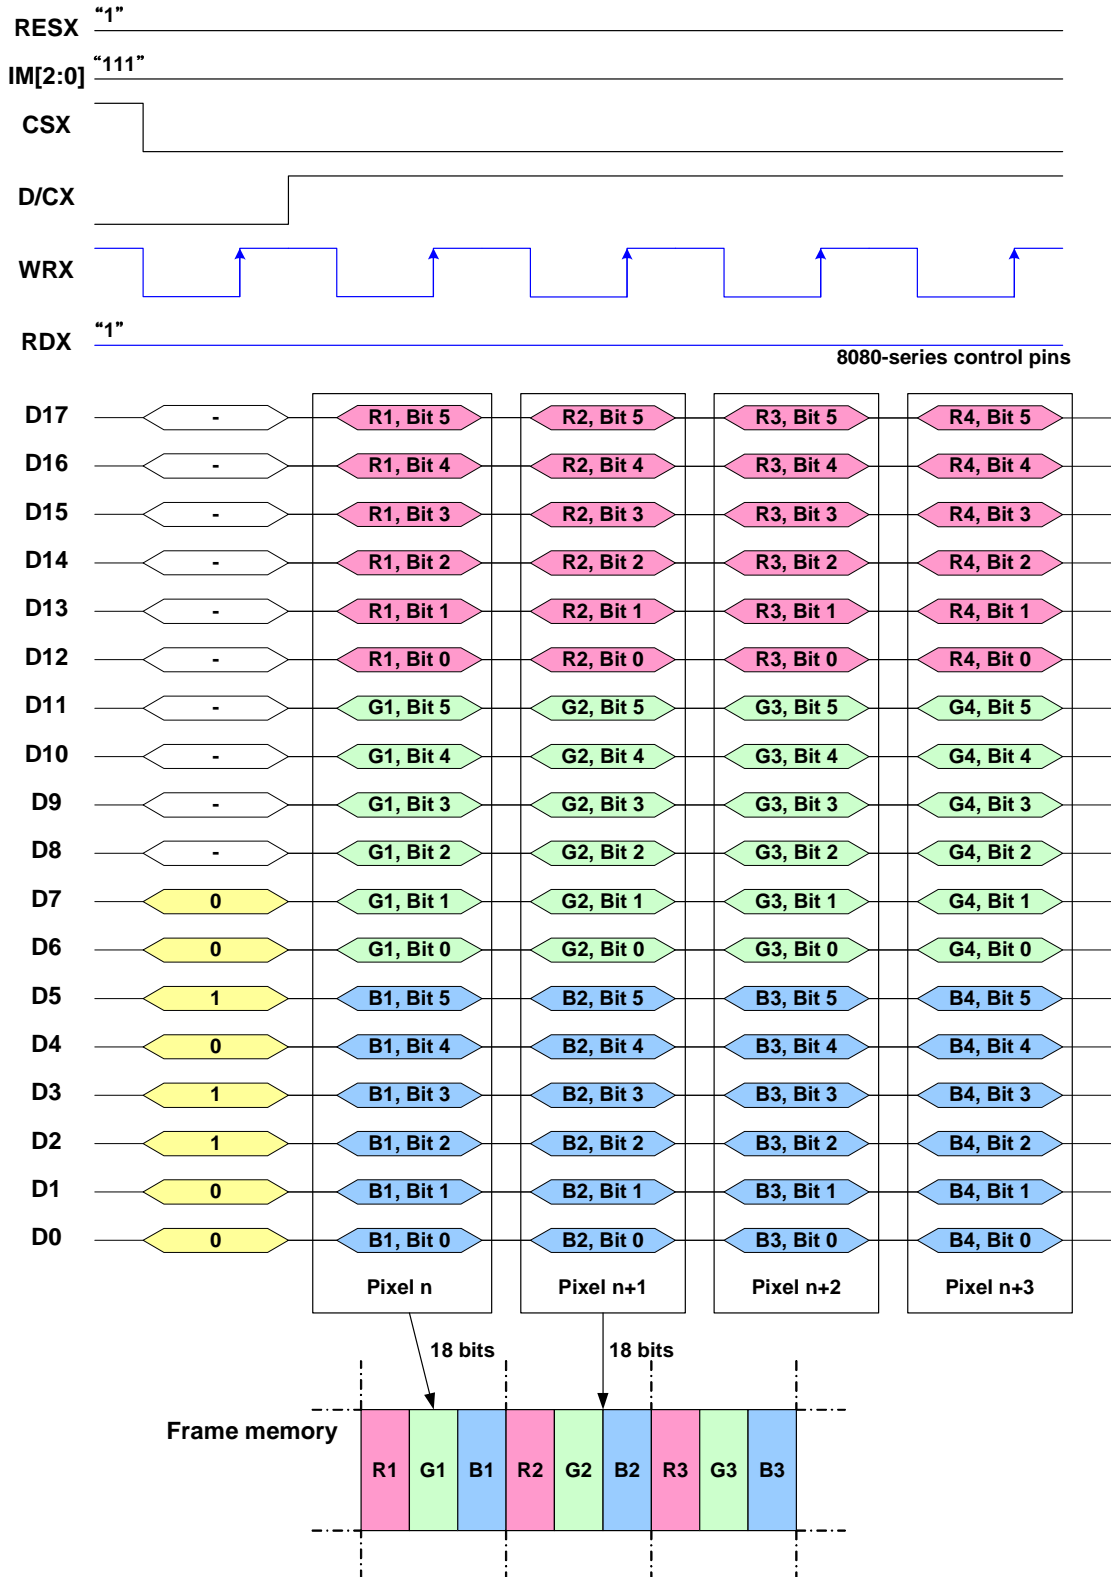 RESX “1”
IM[2:0] “111”
CSX
D/CX
WRX
RDX “1”
8080-series control pins
D17 - R1, Bit 5 R2, Bit 5 R3, Bit 5 R4, Bit 5
D16 - R1, Bit 4 R2, Bit 4 R3, Bit 4 R4, Bit 4
D15 - R1, Bit 3 R2, Bit 3 R3, Bit 3 R4, Bit 3
D14 - R1, Bit 2 R2, Bit 2 R3, Bit 2 R4, Bit 2
D13 - R1, Bit 1 R2, Bit 1 R3, Bit 1 R4, Bit 1
D12 - R1, Bit 0 R2, Bit 0 R3, Bit 0 R4, Bit 0
D11 - G1, Bit 5 G2, Bit 5 G3, Bit 5 G4, Bit 5
D10 - G1, Bit 4 G2, Bit 4 G3, Bit 4 G4, Bit 4
D9 - G1, Bit 3 G2, Bit 3 G3, Bit 3 G4, Bit 3
D8 - G1, Bit 2 G2, Bit 2 G3, Bit 2 G4, Bit 2
D7 0 G1, Bit 1 G2, Bit 1 G3, Bit 1 G4, Bit 1
D6 0 G1, Bit 0 G2, Bit 0 G3, Bit 0 G4, Bit 0
D5 1 B1, Bit 5 B2, Bit 5 B3, Bit 5 B4, Bit 5
D4 0 B1, Bit 4 B2, Bit 4 B3, Bit 4 B4, Bit 4
D3 1 B1, Bit 3 B2, Bit 3 B3, Bit 3 B4, Bit 3
D2 1 B1, Bit 2 B2, Bit 2 B3, Bit 2 B4, Bit 2
D1 0 B1, Bit 1 B2, Bit 1 B3, Bit 1 B4, Bit 1
D0 0 B1, Bit 0 B2, Bit 0 B3, Bit 0 B4, Bit 0
Pixel n Pixel n+1 Pixel n+2 Pixel n+3
18 bits 18 bits
Frame memory
R1 G1 B1 R2 G2 B2 R3 G3 B3